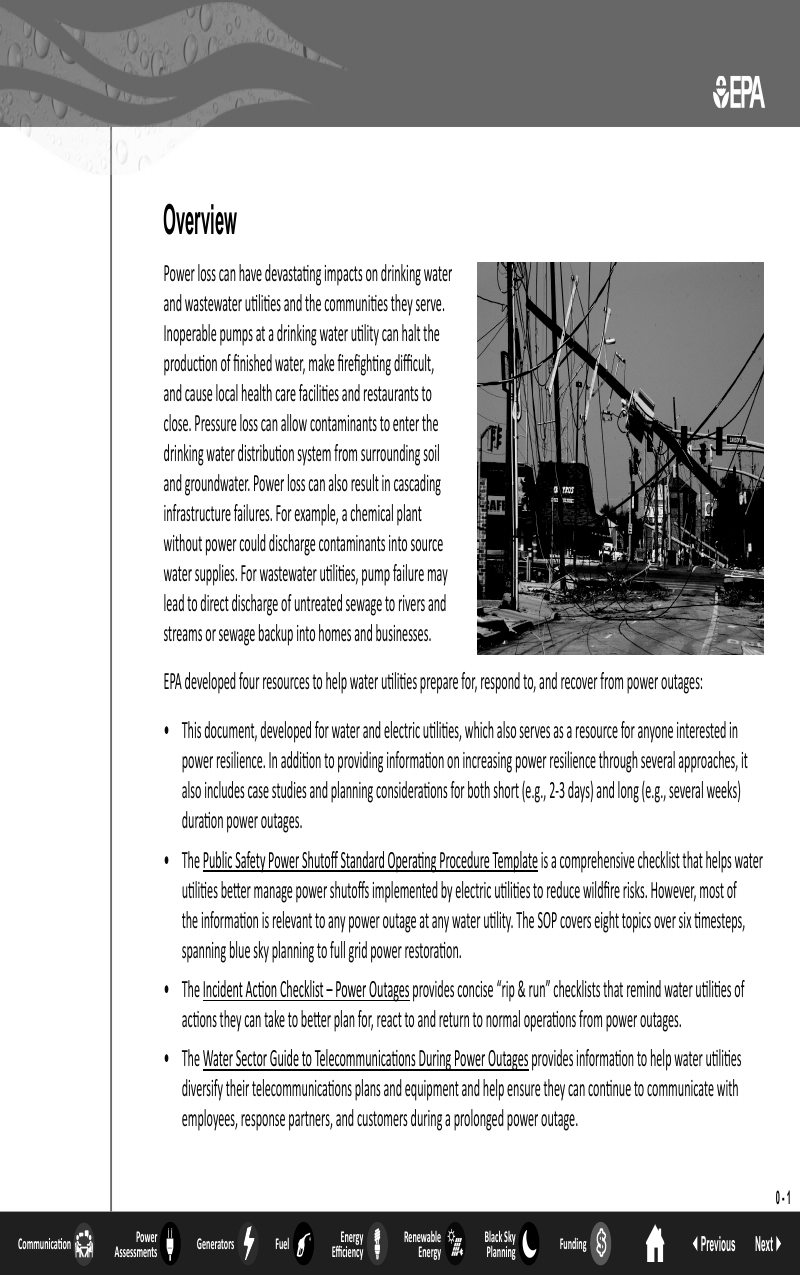 EPA
Overview
Power loss can have devastating impacts on drinking water
and wastewater utilities and the communities they serve.
Inoperable pumps at a drinking water utility can halt the
production of finished water, make firefighting difficult,
and cause local health care facilities and restaurants to
close. Pressure loss can allow contaminants to enter the
drinking water distribution system from surrounding soil
and groundwater. Power loss can also result in cascading
infrastructure failures. For example, a chemical plant
without power could discharge contaminants into source
water supplies. For wastewater utilities, pump failure may
lead to direct discharge of untreated sewage to rivers and
streams or sewage backup into homes and businesses.
EPA developed four resources to help water utilities prepare for, respond to, and recover from power outages:
• This document, developed for water and electric utilities, which also serves as a resource for anyone interested in
power resilience. In addition to providing information on increasing power resilience through several approaches, it
also includes case studies and planning considerations for both short (e.g., 2-3 days) and long (e.g., several weeks)
duration power outages.
• The Public Safety Power Shutoff Standard Operating Procedure Template is a comprehensive checklist that helps water
utilities better manage power shutoffs implemented by electric utilities to reduce wildfire risks. However, most of
the information is relevant to any power outage at any water utility. The SOP covers eight topics over six timesteps,
spanning blue sky planning to full grid power restoration.
• The Incident Action Checklist – Power Outages provides concise “rip & run” checklists that remind water utilities of
actions they can take to better plan for, react to and return to normal operations from power outages.
• The Water Sector Guide to Telecommunications During Power Outages provides information to help water utilities
diversify their telecommunications plans and equipment and help ensure they can continue to communicate with
employees, response partners, and customers during a prolonged power outage.
0 - 1
Communication
Power
Assessments
Generators
Fuel
Energy
Efficiency
Renewable
Energy
Black Sky
Planning
Funding
Previous
Next